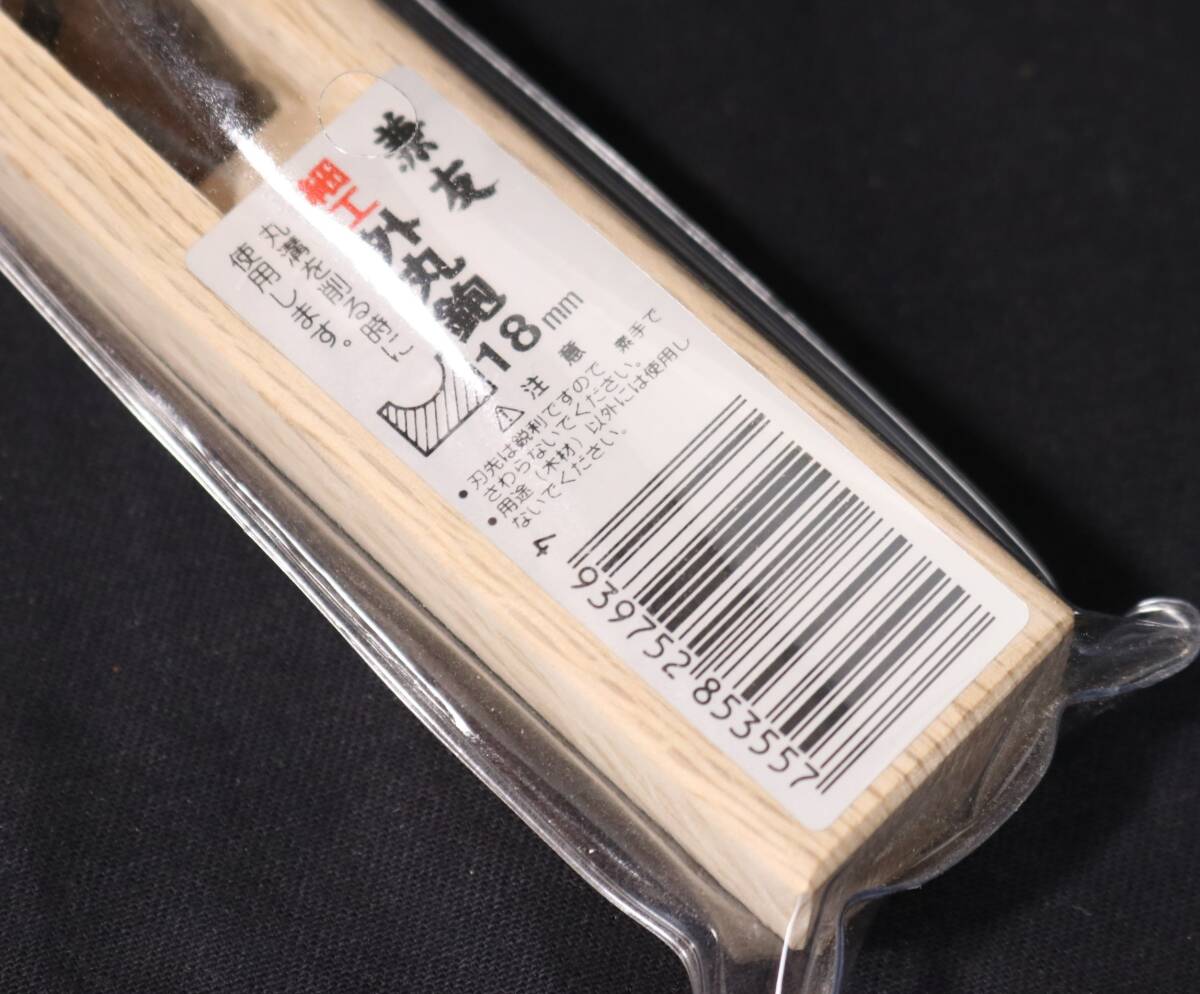 兼友
細工
外丸鉋
18mm
丸溝を削る時に
使用します。
注意
・刃先は鋭利ですので 素手で
さわらないでください。
・用途（木材）以外には使用し
ないでください。
4 939752 853557